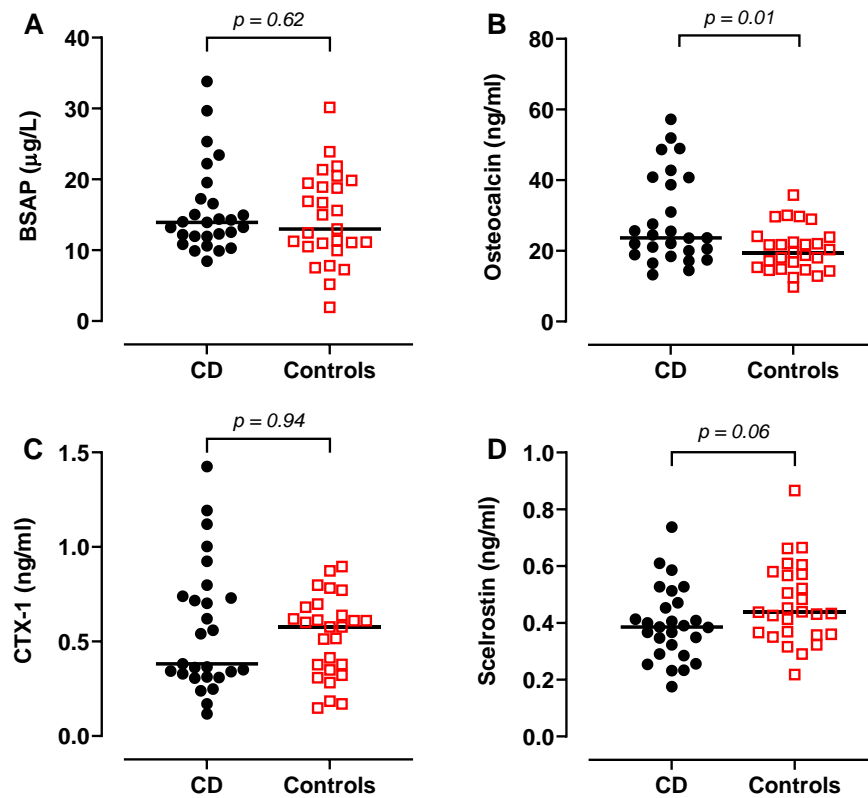 A
p = 0.62
BSAP (μg/L)
40
30
20
10
0
CD
Controls
B
p = 0.01
Osteocalcin (ng/ml)
80
60
40
20
0
CD
Controls
C
p = 0.94
CTX-1 (ng/ml)
1.5
1.0
0.5
0.0
CD
Controls
D
p = 0.06
Scelrostin (ng/ml)
1.0
0.8
0.6
0.4
0.2
0.0
CD
Controls